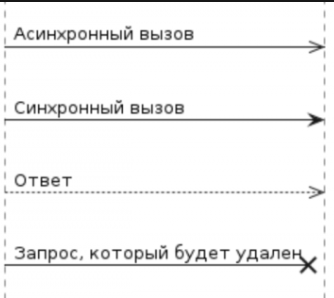 Асинхронный вызов
Синхронный вызов
Ответ
Запрос, который будет удален